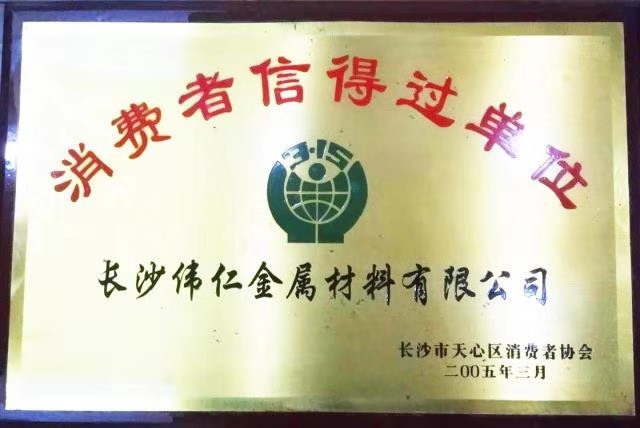 消费者信得过单位
3·15
长沙伟仁金属材料有限公司
长沙市天心区消费者协会
二00五年三月